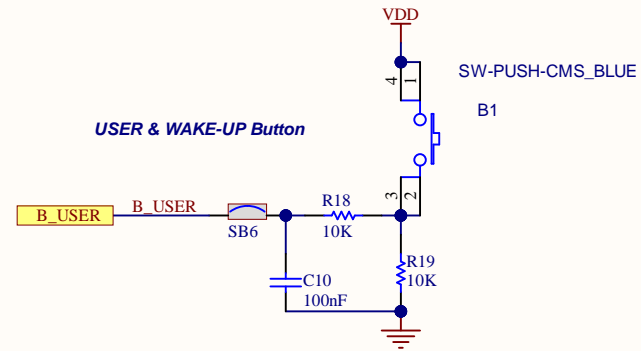 VDD
SW-PUSH-CMS_BLUE
4
1
B1
USER & WAKE-UP Button
3
2
B_USER
B_USER
R18
SB6
10K
R19
10K
C10
100nF